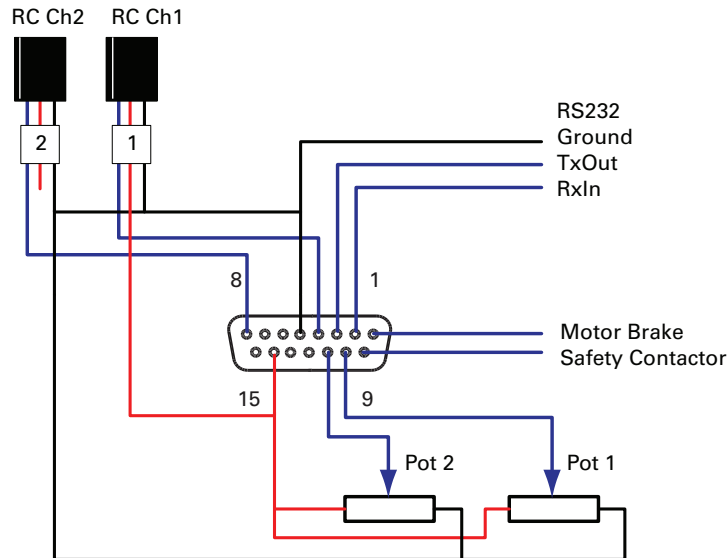 RC Ch2
RC Ch1
2
1
RS232
Ground
TxOut
RxIn
8
1
Motor Brake
Safety Contactor
15
9
Pot 2
Pot 1